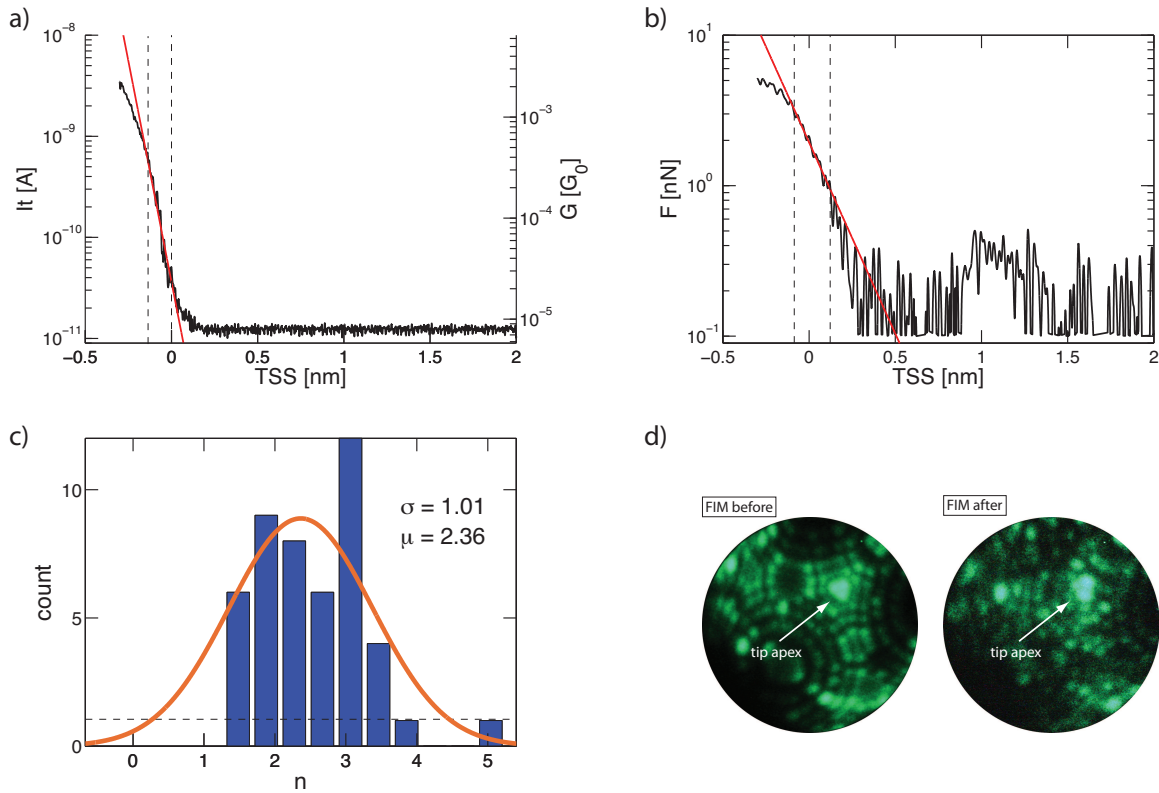 a)
10⁻⁸
10⁻⁹
10⁻¹⁰
10⁻¹¹
It [A]
10⁻³
10⁻⁴
10⁻⁵
G [G₀]
−0.5 0 0.5 1 1.5 2
TSS [nm]
b)
10¹
10⁰
10⁻¹
F [nN]
−0.5 0 0.5 1 1.5 2
TSS [nm]
c)
10
5
0
count
σ = 1.01
μ = 2.36
0 1 2 3 4 5
n
d)
FIM before
tip apex
FIM after
tip apex